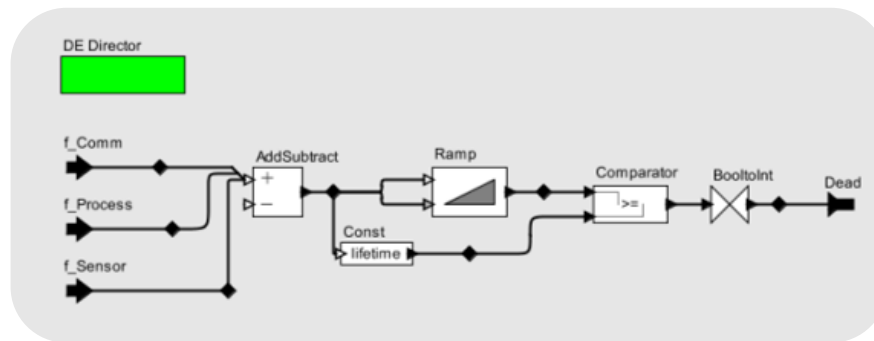 DE Director
f_Comm
AddSubtract
Ramp
Comparator
BooltoInt
Dead
+
−
>=
f_Process
Const
lifetime
f_Sensor